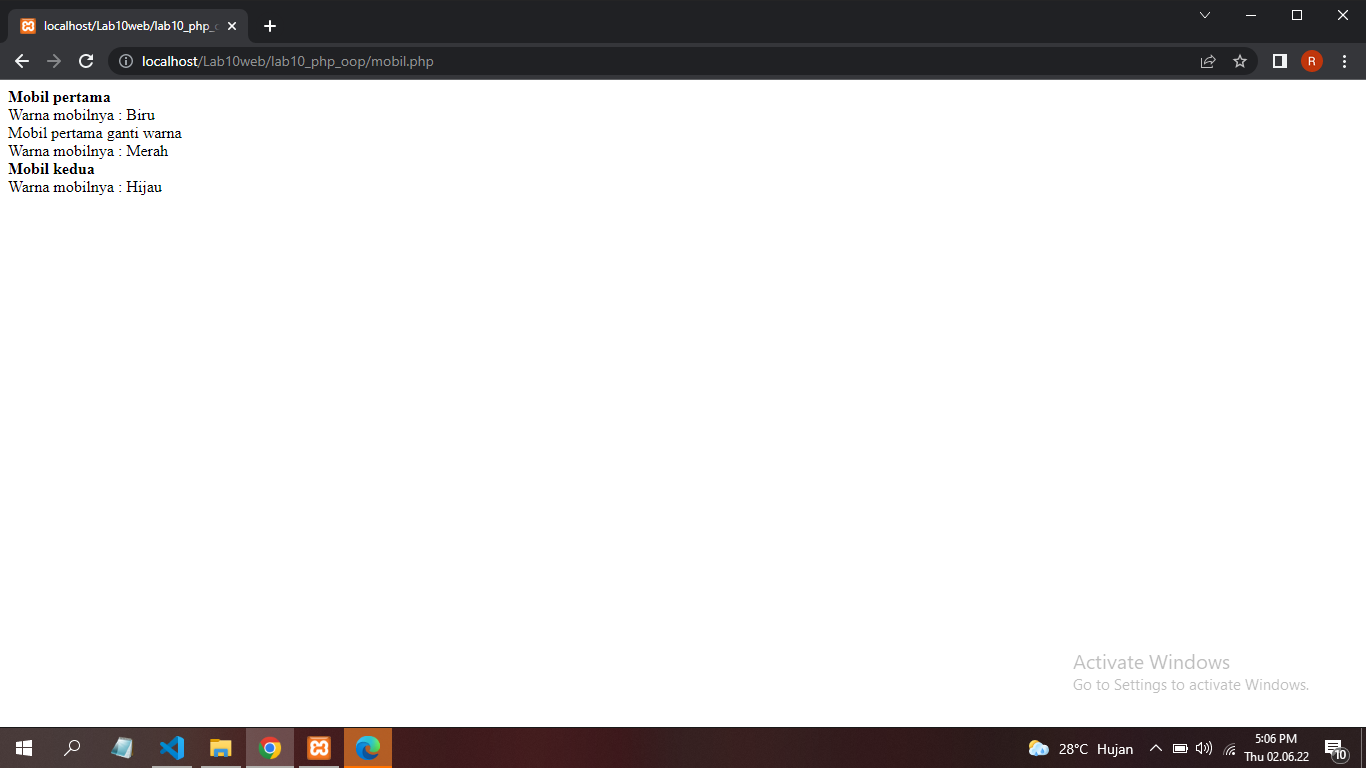 localhost/Lab10web/lab10_php_o
localhost/Lab10web/lab10_php_oop/mobil.php
R
Mobil pertama
Warna mobilnya : Biru
Mobil pertama ganti warna
Warna mobilnya : Merah
Mobil kedua
Warna mobilnya : Hijau
Activate Windows
Go to Settings to activate Windows.
28°C Hujan
5:06 PM
Thu 02.06.22
10